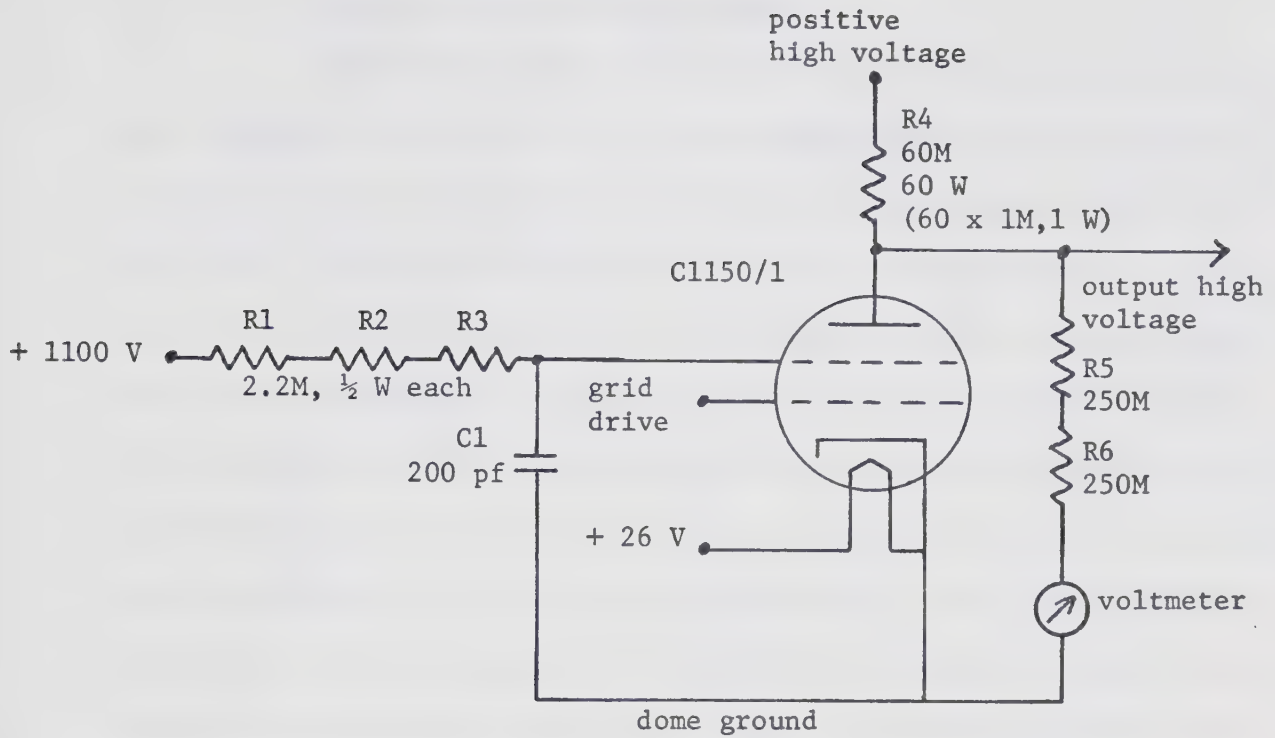 positive
high voltage
R4
60M
60 W
(60 x 1M,1 W)
C1150/1
output high
voltage
R1 R2 R3
+ 1100 V
2.2M, ½ W each
grid
drive
R5
250M
C1
200 pf
R6
250M
+ 26 V
voltmeter
dome ground